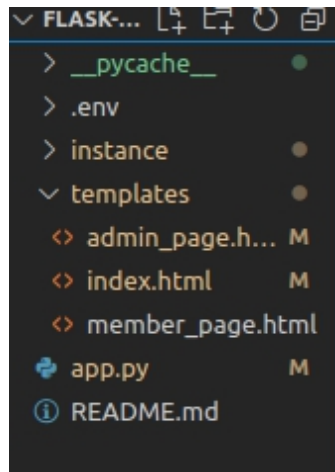 FLASK-...
__pycache__
.env
instance
templates
<> admin_page.h... M
<> index.html M
<> member_page.html
app.py M
README.md